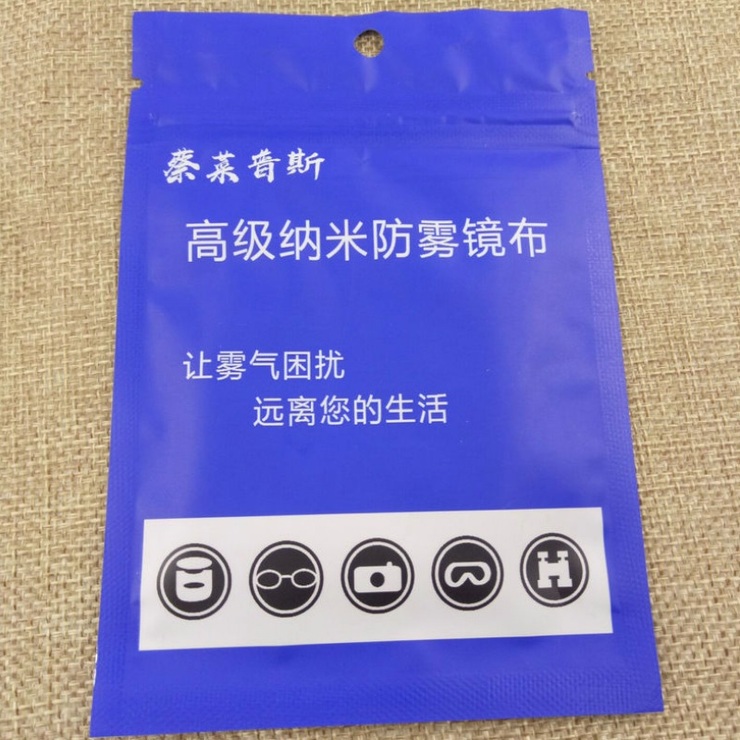 蔡莱普斯
高级纳米防雾镜布
让雾气困扰
远离您的生活